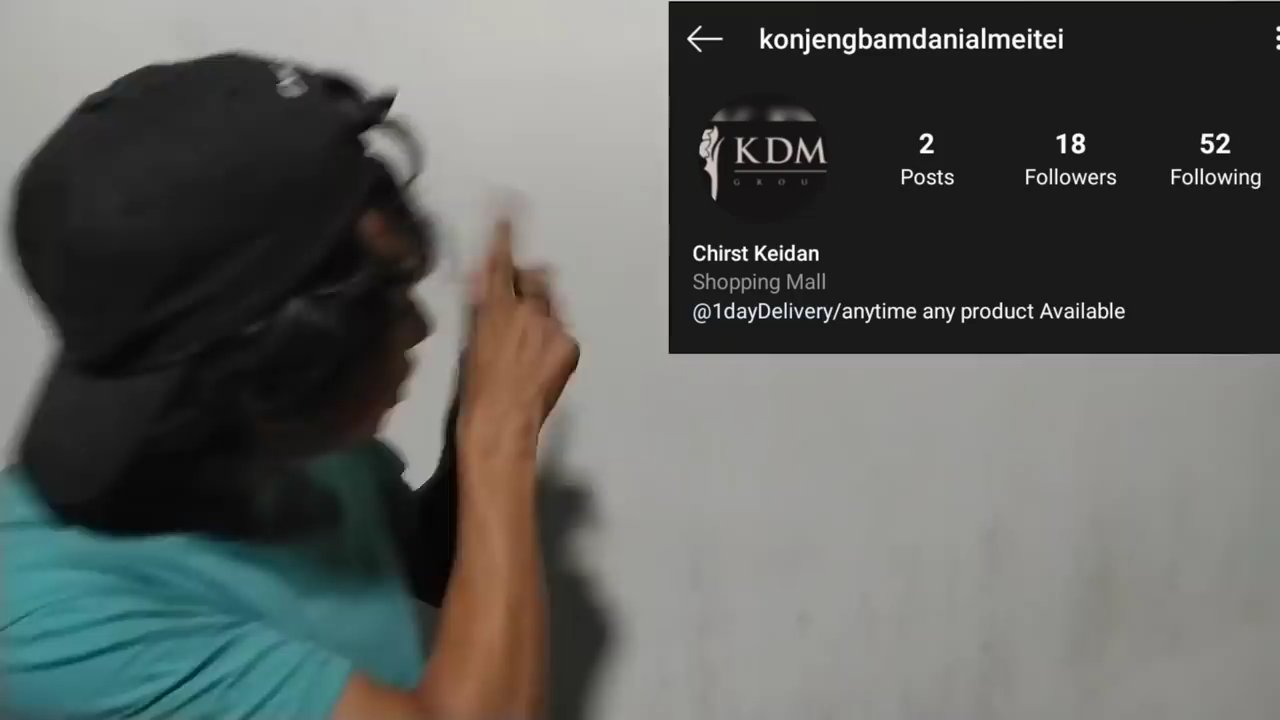 konjengbamdanialmeitei
KDM
G R O U
2
18
52
Posts
Followers
Following
Chirst Keidan
Shopping Mall
@1dayDelivery/anytime any product Available